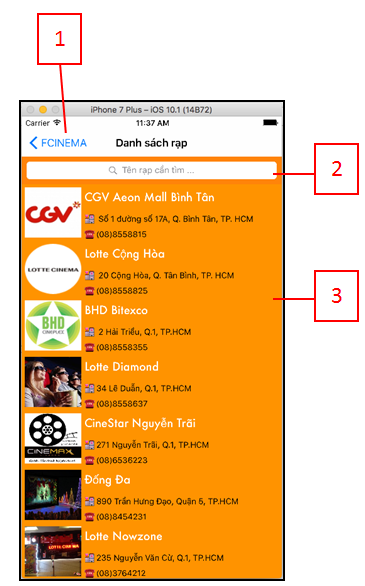 1
iPhone 7 Plus – iOS 10.1 (14B72)
Carrier 11:37 AM
FCINEMA Danh sách rạp
Tên rạp cần tìm ...
2
CGV
CGV Aeon Mall Bình Tân
Số 1 đường số 17A, Q. Bình Tân, TP. HCM
(08)8558815
LOTTE CINEMA
Lotte Cộng Hòa
20 Cộng Hòa, Q. Tân Bình, TP. HCM
(08)8558825
3
BHD
CINEPLEX
BHD Bitexco
2 Hải Triều, Q.1, TP.HCM
(08)8558355
Lotte Diamond
34 Lê Duẩn, Q.1, TP.HCM
(08)8558637
CINEMAX
CineStar Nguyễn Trãi
271 Nguyễn Trãi, Q.1, TP.HCM
(08)6536223
Đống Đa
890 Trần Hưng Đạo, Quận 5, TP.HCM
(08)8454231
LOTTE CINEMA
Lotte Nowzone
235 Nguyễn Văn Cừ, Q.1, TP.HCM
(08)3764212